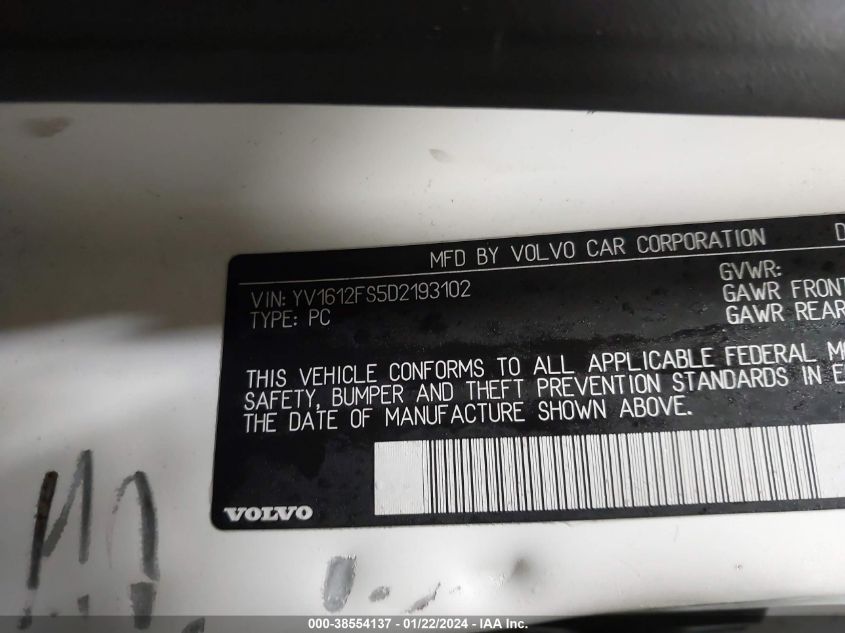 MFD BY VOLVO CAR CORPORATION D
VIN: YV1612FS5D2193102
TYPE: PC
GVWR:
GAWR FRONT
GAWR REAR
THIS VEHICLE CONFORMS TO ALL APPLICABLE FEDERAL MO
SAFETY, BUMPER AND THEFT PREVENTION STANDARDS IN E
THE DATE OF MANUFACTURE SHOWN ABOVE.
VOLVO
000-38554137 - 01/22/2024 - IAA Inc.